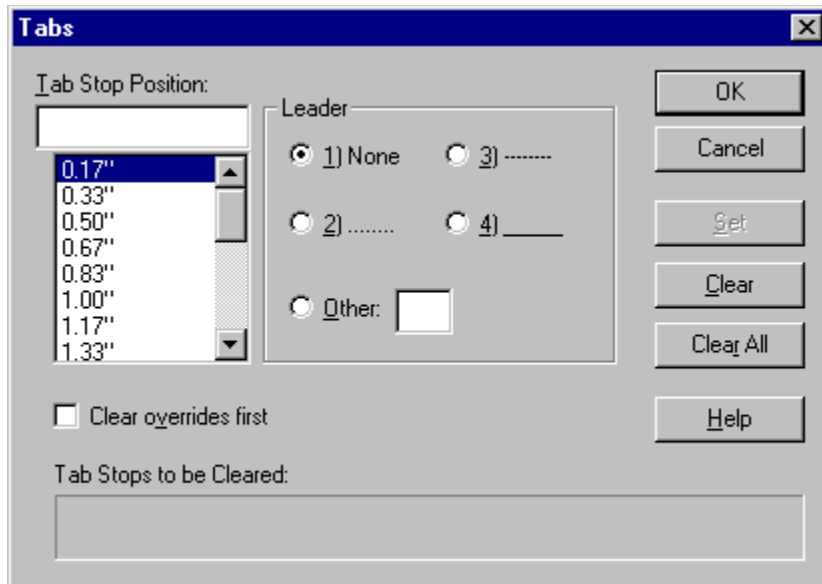 Tabs
Tab Stop Position:
0.17"
0.33"
0.50"
0.67"
0.83"
1.00"
1.17"
1.33"
Leader
1) None
3) --------
2) ........
4) _____
Other:
OK
Cancel
Set
Clear
Clear All
Help
Clear overrides first
Tab Stops to be Cleared: